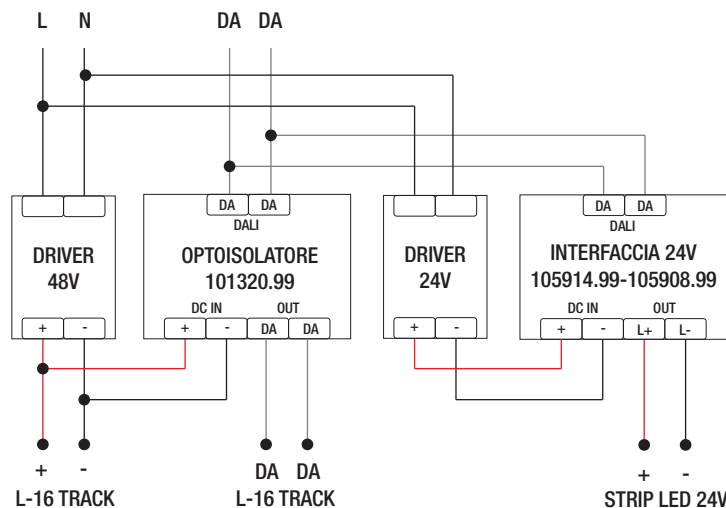 L N DA DA
DA DA
DALI
DA DA
DALI
DRIVER
48V
OPTOISOLATORE
101320.99
DRIVER
24V
INTERFACCIA 24V
105914.99-105908.99
DC IN OUT
DC IN OUT
+ -
+ - DA DA
+ -
+ - L+ L-
+ -
L-16 TRACK
DA DA
L-16 TRACK
+ -
STRIP LED 24V